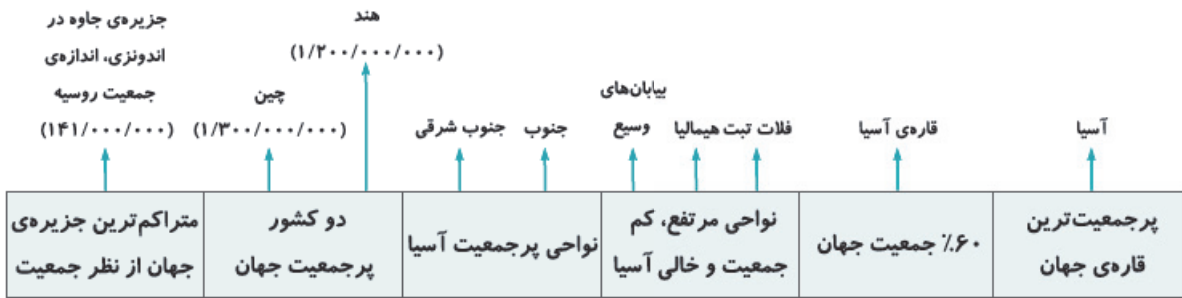 جزیره‌ی جاوه در
اندونزی، اندازه‌ی
جمعیت روسیه
(۱۴۱/۰۰۰/۰۰۰)
چین
(۱/۳۰۰/۰۰۰/۰۰۰)
هند
(۱/۲۰۰/۰۰۰/۰۰۰)
جنوب شرقی
جنوب
بیابان‌های
وسیع
هیمالیا
فلات تبت
قاره‌ی آسیا
آسیا
پرجمعیت‌ترین
قاره‌ی جهان
۶۰٪ جمعیت جهان
نواحی مرتفع، کم
جمعیت و خالی آسیا
نواحی پرجمعیت آسیا
دو کشور
پرجمعیت جهان
متراکم‌ترین جزیره‌ی
جهان از نظر جمعیت